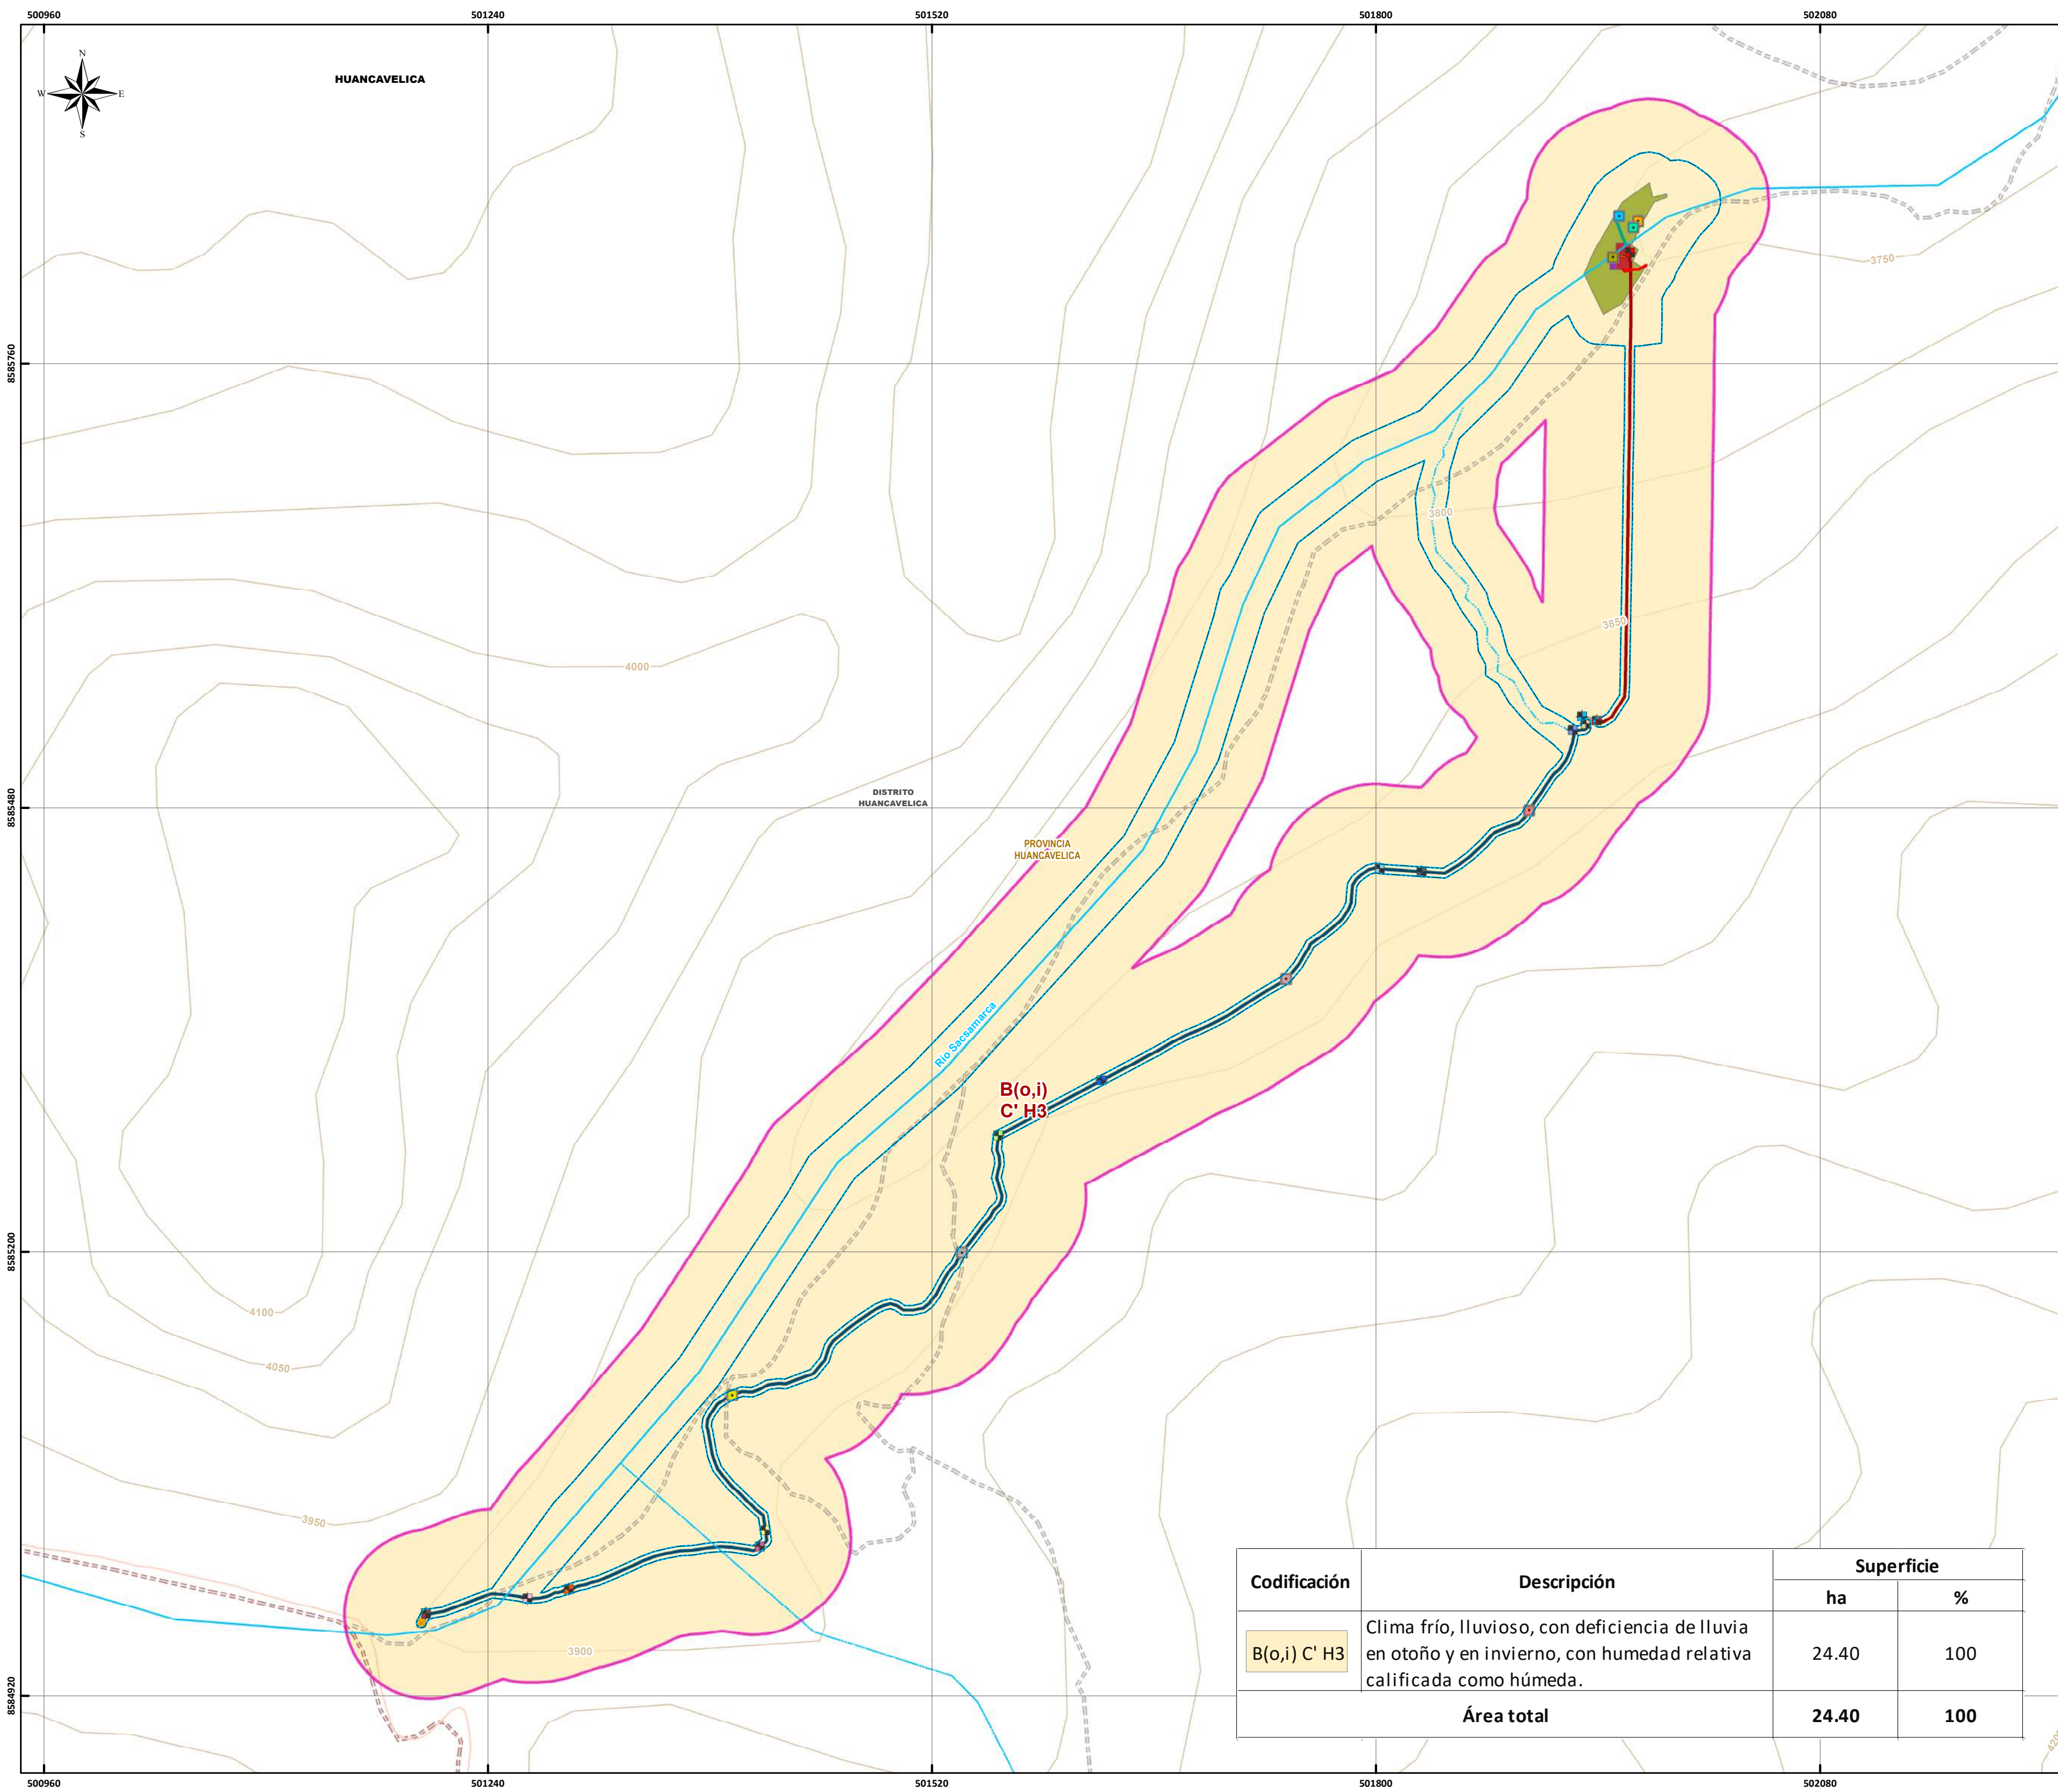 500960
501240
501520
501800
502080
N
W
E
S
HUANCAVELICA
3750
8585760
3800
3850
4000
DISTRITO
HUANCAVELICA
8585480
PROVINCIA
HUANCAVELICA
Río Sacsamarca
B(o,i)
C' H3
8585200
4100
4050
3950
3900
8584920
Codificación
Descripción
Superficie
ha
%
B(o,i) C' H3
Clima frío, lluvioso, con deficiencia de lluvia
en otoño y en invierno, con humedad relativa
calificada como húmeda.
24.40
100
Área total
24.40
100
500960
501240
501520
501800
502080